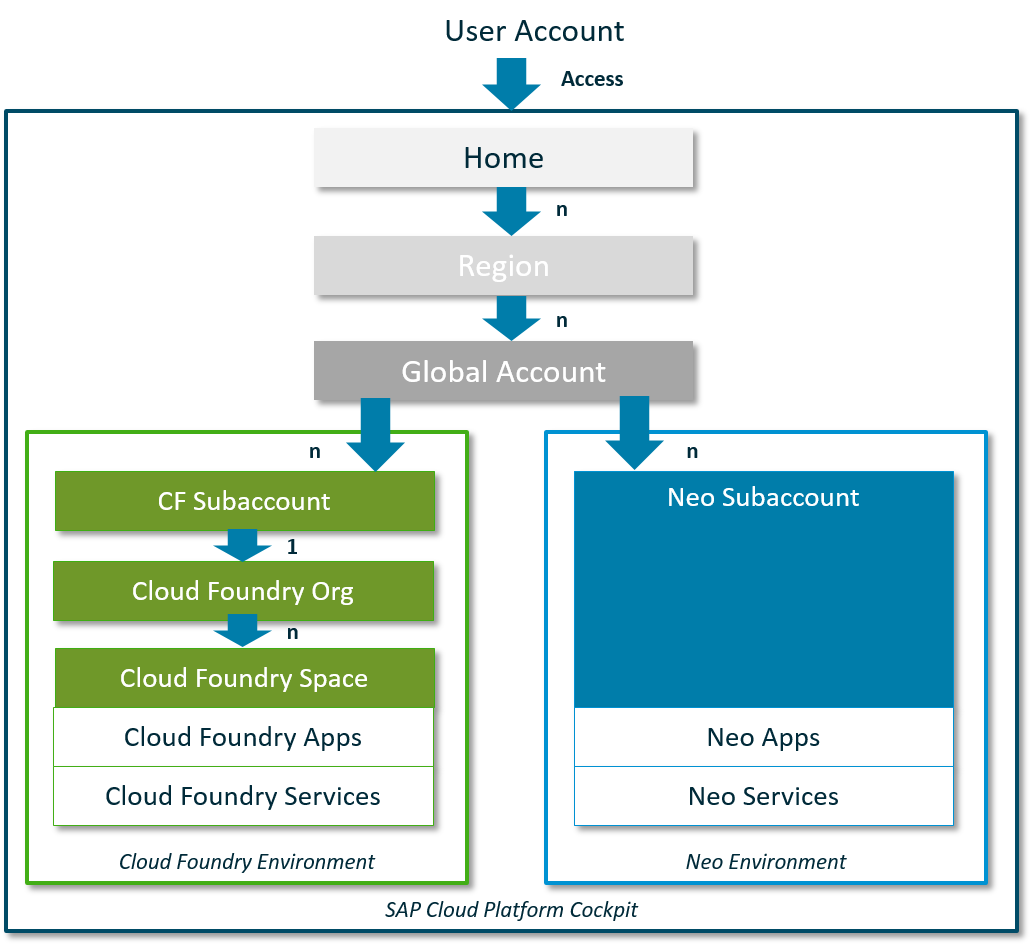 User Account
Access
Home
n
Region
n
Global Account
n
n
CF Subaccount
1
Cloud Foundry Org
n
Cloud Foundry Space
Cloud Foundry Apps
Cloud Foundry Services
Cloud Foundry Environment
Neo Subaccount
Neo Apps
Neo Services
Neo Environment
SAP Cloud Platform Cockpit